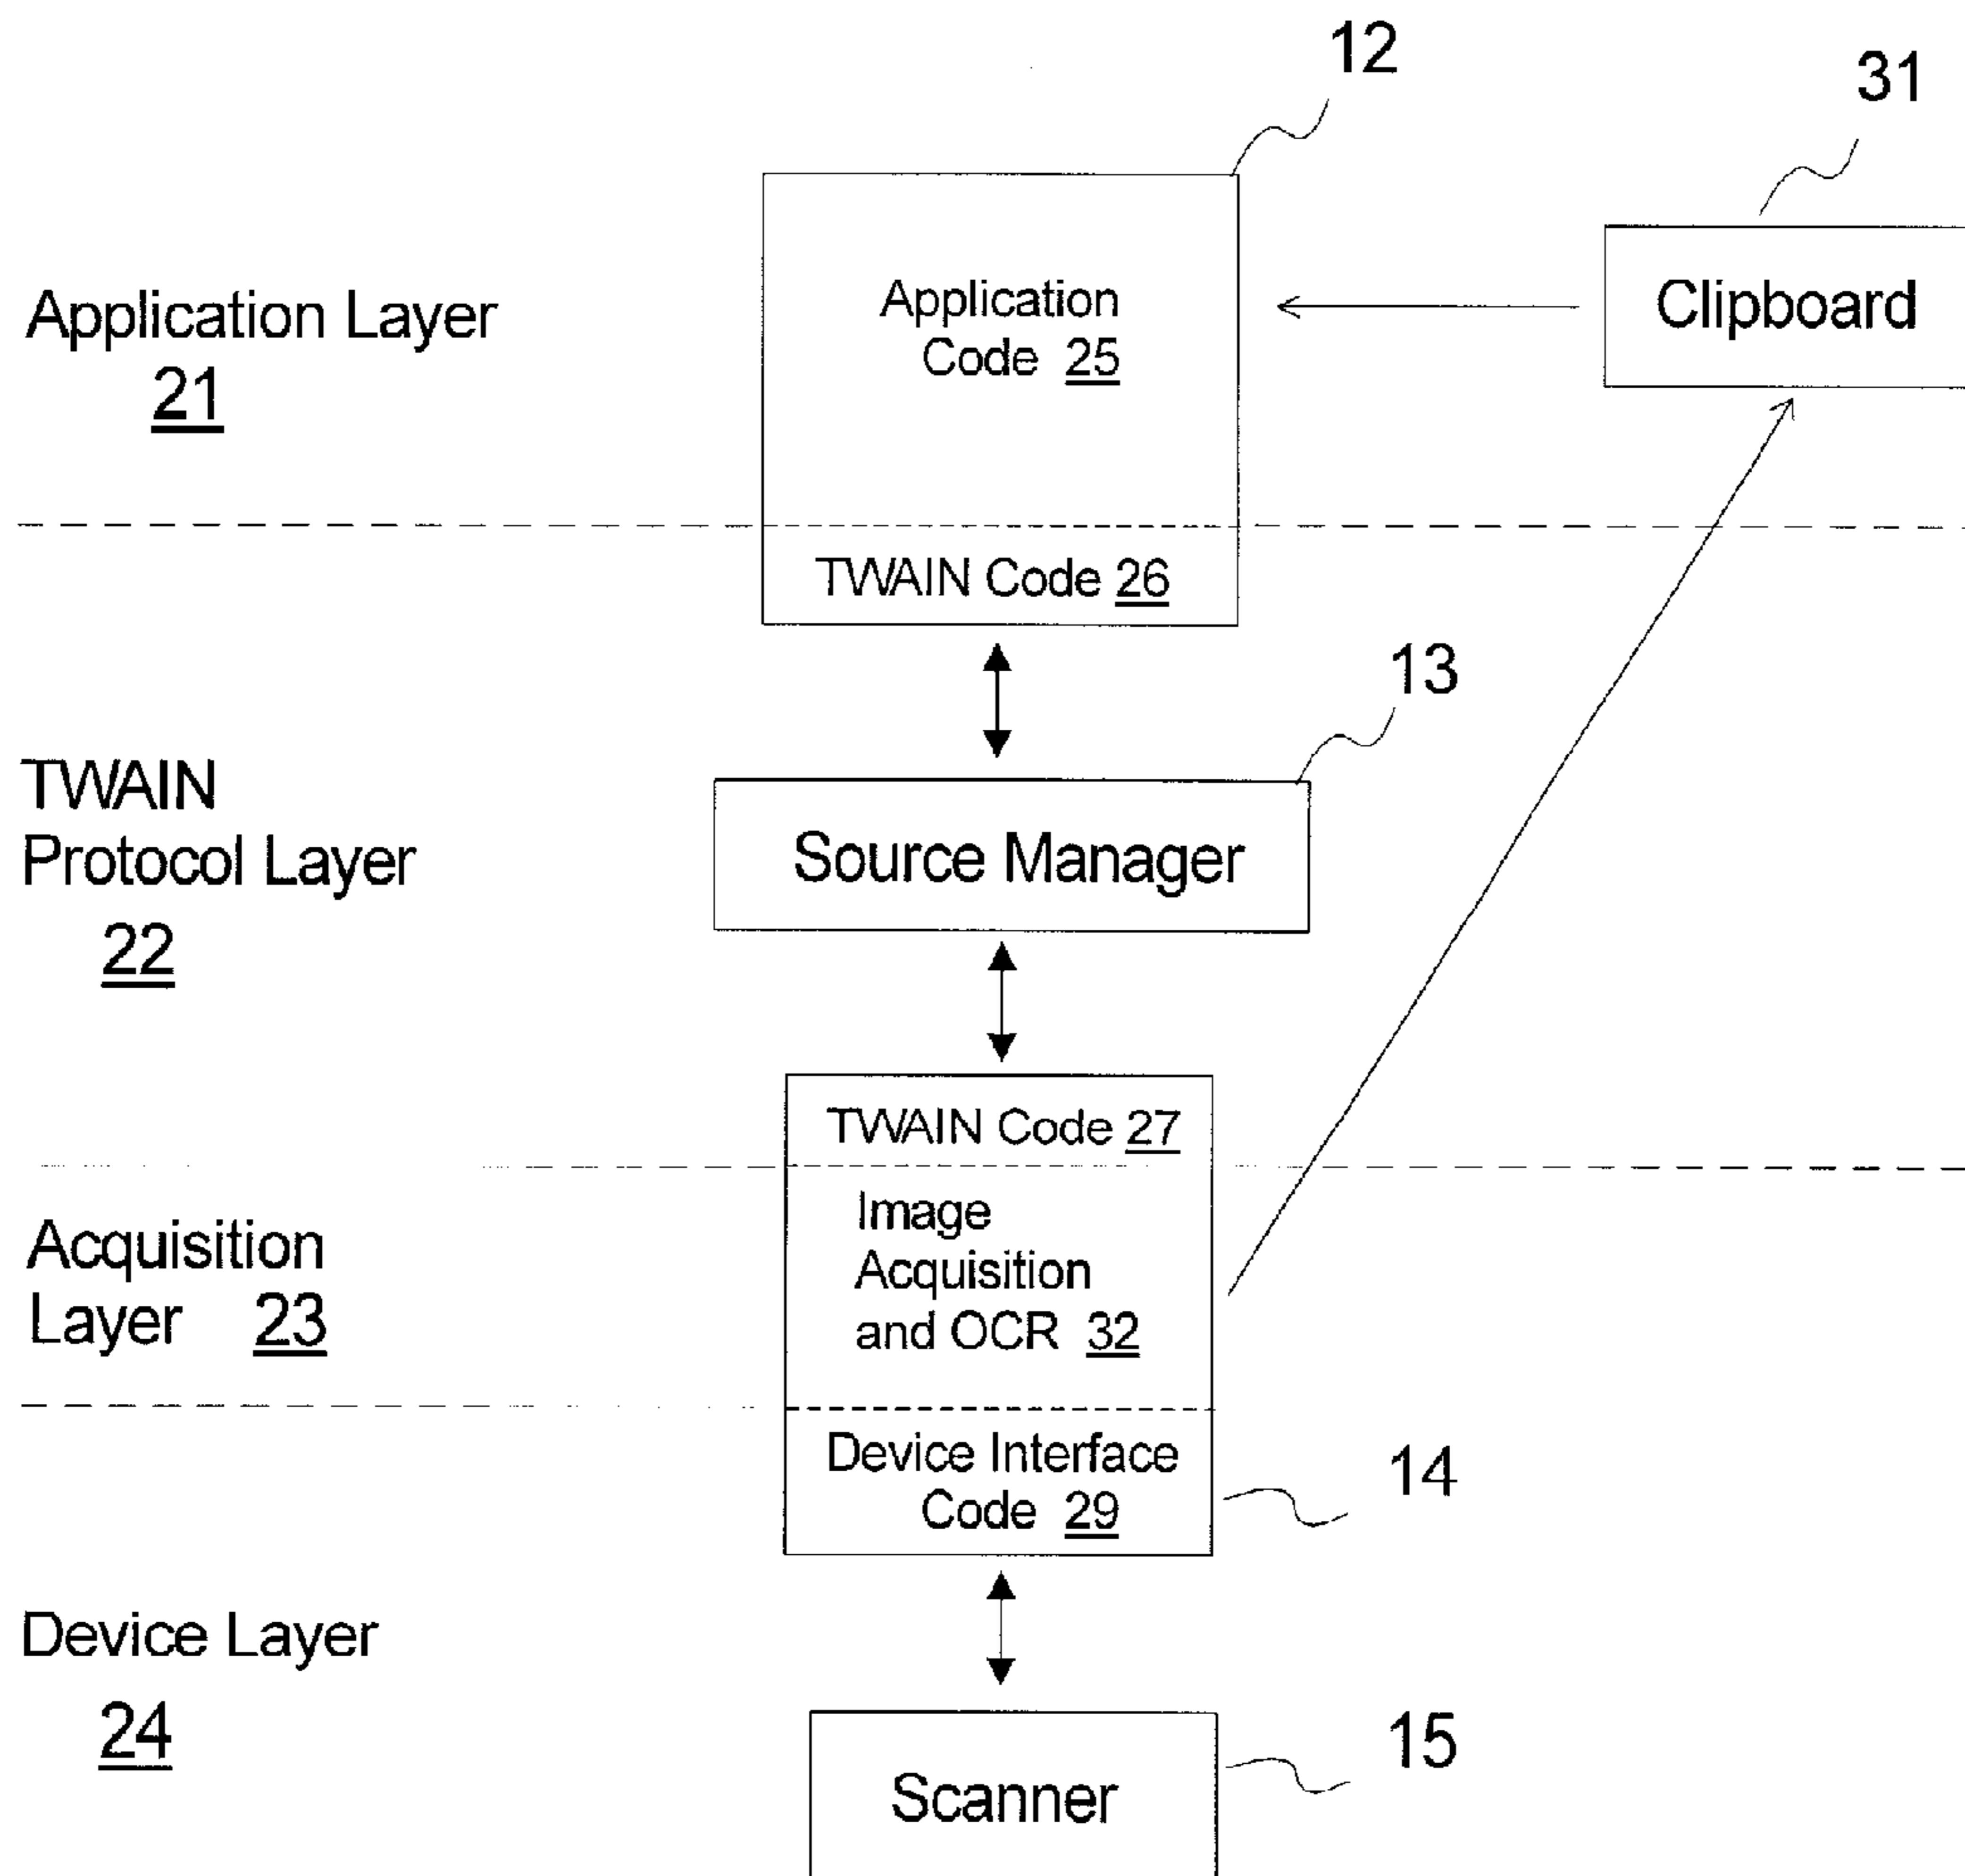 12
31
Application Layer
21
Application
Code 25
Clipboard
TWAIN Code 26
13
TWAIN
Protocol Layer
22
Source Manager
TWAIN Code 27
Acquisition
Layer 23
Image
Acquisition
and OCR 32
Device Interface
Code 29
14
Device Layer
24
15
Scanner